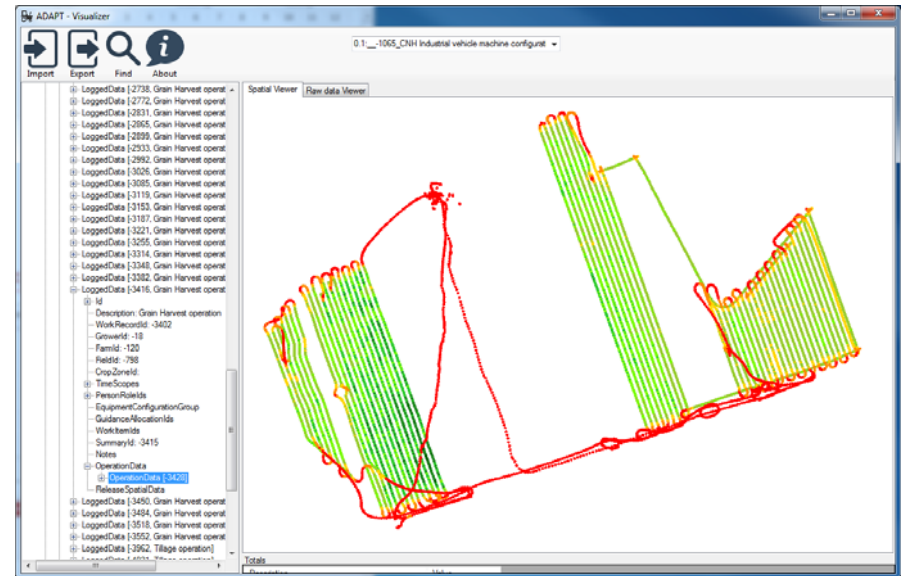 ADAPT - Visualizer
0.1:__-1065_CNH Industrial vehicle machine configurat
Import Export Find About
Spatial Viewer Raw data Viewer
LoggedData [-2738, Grain Harvest operat
LoggedData [-2772, Grain Harvest operat
LoggedData [-2831, Grain Harvest operat
LoggedData [-2865, Grain Harvest operat
LoggedData [-2899, Grain Harvest operat
LoggedData [-2933, Grain Harvest operat
LoggedData [-2992, Grain Harvest operat
LoggedData [-3026, Grain Harvest operat
LoggedData [-3085, Grain Harvest operat
LoggedData [-3119, Grain Harvest operat
LoggedData [-3153, Grain Harvest operat
LoggedData [-3187, Grain Harvest operat
LoggedData [-3221, Grain Harvest operat
LoggedData [-3255, Grain Harvest operat
LoggedData [-3314, Grain Harvest operat
LoggedData [-3348, Grain Harvest operat
LoggedData [-3382, Grain Harvest operat
LoggedData [-3416, Grain Harvest operat
Id
Description: Grain Harvest operation
WorkRecordId: -3402
GrowerId: -18
FarmId: -120
FieldId: -798
CropZoneId:
TimeScopes
PersonRoleIds
EquipmentConfigurationGroup
GuidanceAllocationIds
WorkItemIds
SummaryId: -3415
Notes
OperationData
OperationData [-3428]
ReleaseSpatialData
LoggedData [-3450, Grain Harvest operat
LoggedData [-3484, Grain Harvest operat
LoggedData [-3518, Grain Harvest operat
LoggedData [-3552, Grain Harvest operat
LoggedData [-3962, Tillage operation]
Totals